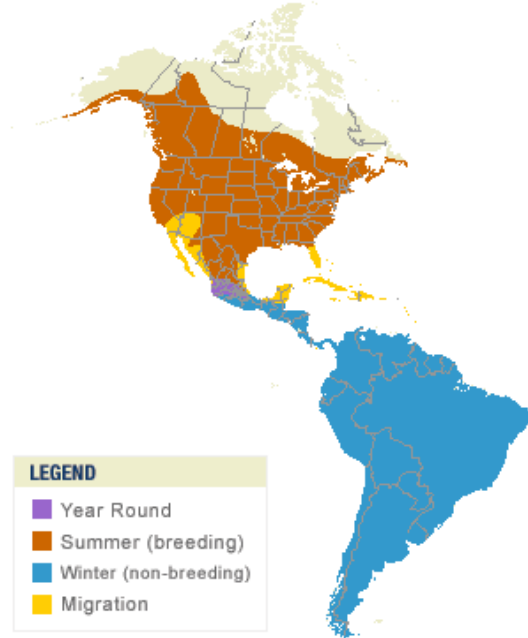 LEGEND
Year Round
Summer (breeding)
Winter (non-breeding)
Migration